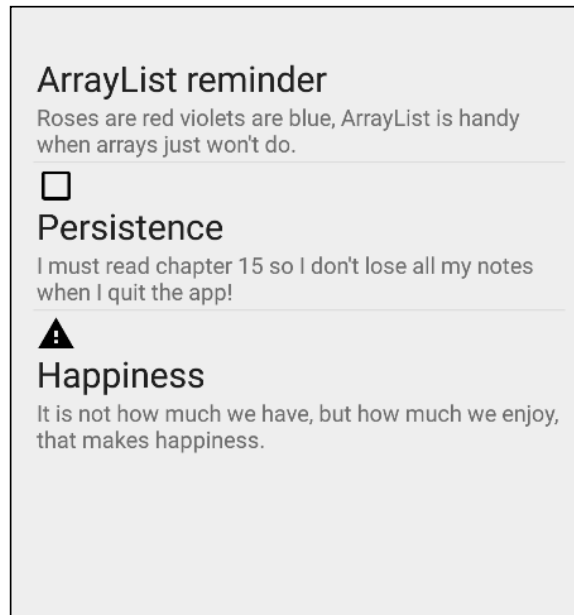 ArrayList reminder
Roses are red violets are blue, ArrayList is handy
when arrays just won't do.
Persistence
I must read chapter 15 so I don't lose all my notes
when I quit the app!
Happiness
It is not how much we have, but how much we enjoy,
that makes happiness.